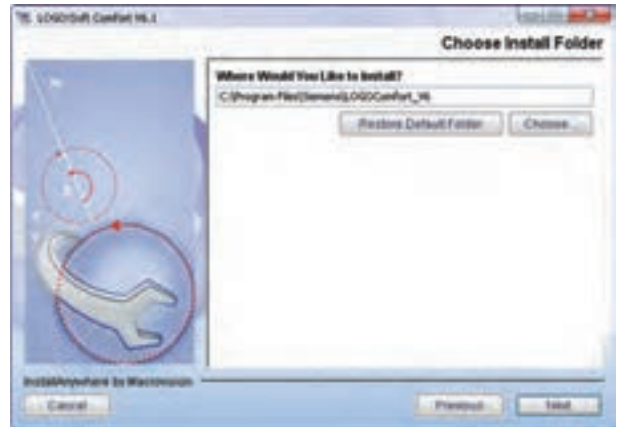 LOGO!Soft Comfort V6.1
Choose Install Folder
Where Would You Like to Install?
C:\Program Files\Siemens\LOGOComfort_V6
Restore Default Folder
Choose...
InstallAnywhere by Macrovision
Cancel
Previous
Next